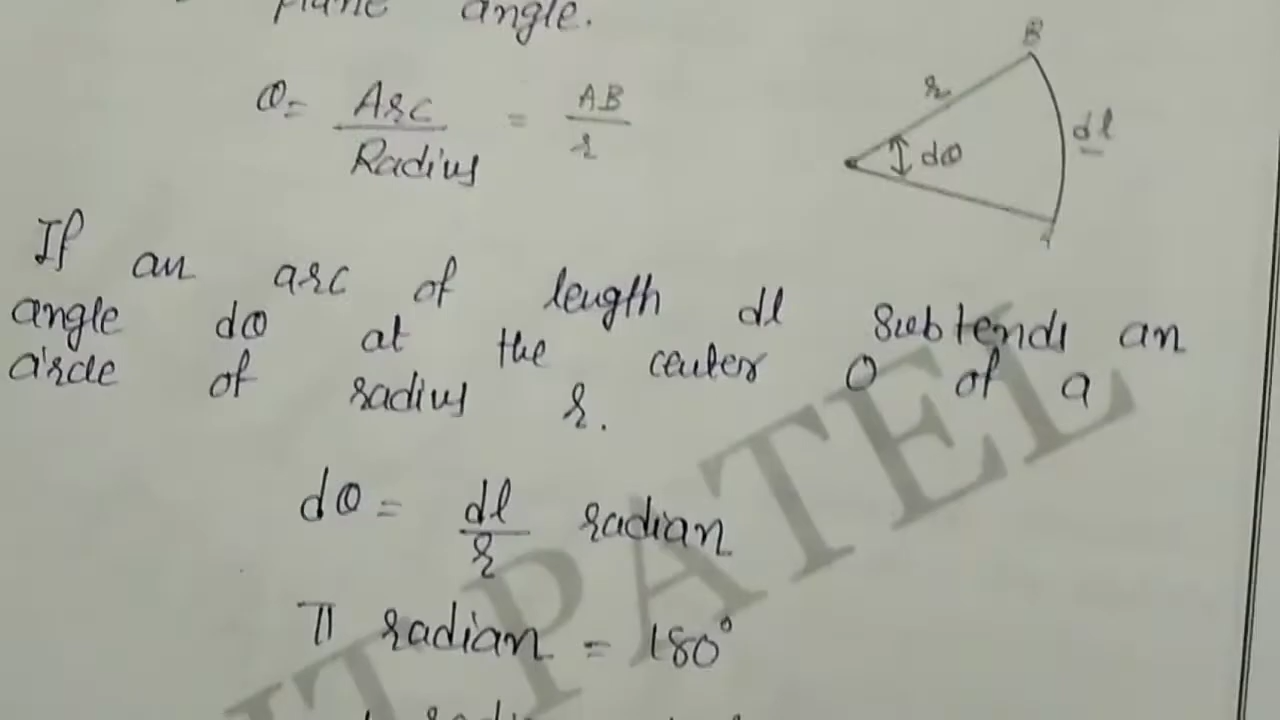 plane angle.
θ = Arc / Radius = AB / r
B
r
dθ
dl
A
If an arc of length dl subtends an
angle dθ at the center O of a
circle of radius r.
dθ = dl / r radian
π radian = 180°
PATEL